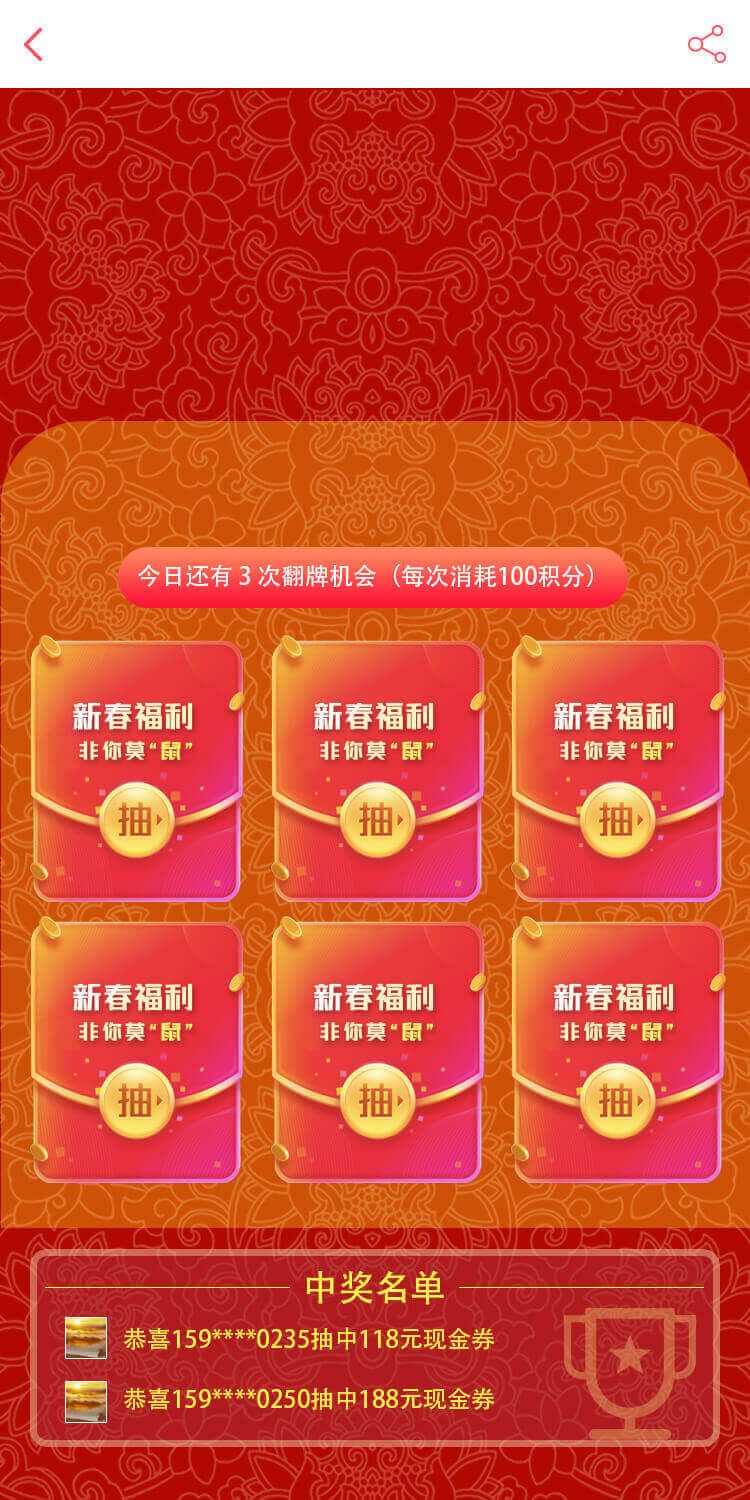 今日还有 3 次翻牌机会（每次消耗100积分）
新春福利
非你莫“鼠”
抽
新春福利
非你莫“鼠”
抽
新春福利
非你莫“鼠”
抽
新春福利
非你莫“鼠”
抽
新春福利
非你莫“鼠”
抽
新春福利
非你莫“鼠”
抽
中奖名单
恭喜159****0235抽中118元现金券
恭喜159****0250抽中188元现金券